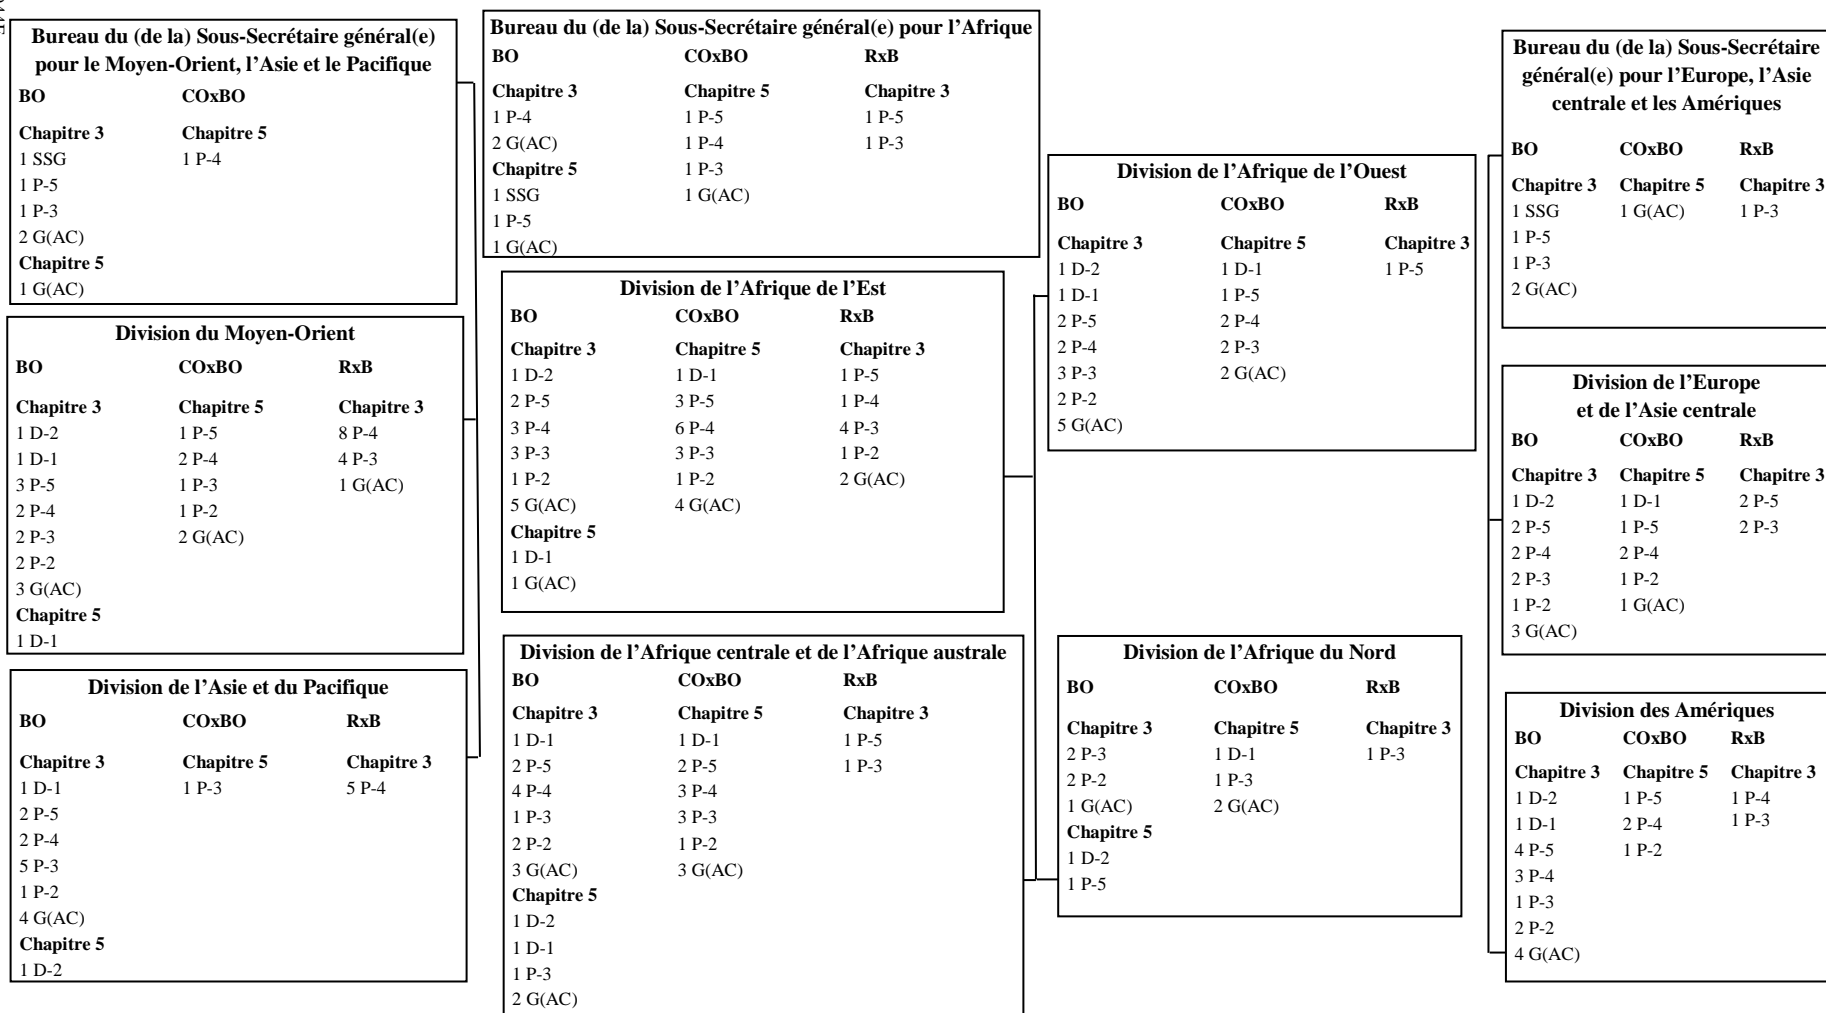 Bureau du (de la) Sous-Secrétaire général(e)
pour le Moyen-Orient, l'Asie et le Pacifique
BO COxBO
Chapitre 3 Chapitre 5
1 SSG 1 P-4
1 P-5
1 P-3
2 G(AC)
Chapitre 5
1 G(AC)
Division du Moyen-Orient
BO COxBO RxB
Chapitre 3 Chapitre 5 Chapitre 3
1 D-2 1 P-5 8 P-4
1 D-1 2 P-4 4 P-3
3 P-5 1 P-3 1 G(AC)
2 P-4 1 P-2
2 P-3 2 G(AC)
2 P-2
3 G(AC)
Chapitre 5
1 D-1
Division de l'Asie et du Pacifique
BO COxBO RxB
Chapitre 3 Chapitre 5 Chapitre 3
1 D-1 1 P-3 5 P-4
2 P-5
2 P-4
5 P-3
1 P-2
4 G(AC)
Chapitre 5
1 D-2
Bureau du (de la) Sous-Secrétaire général(e) pour l'Afrique
BO COxBO RxB
Chapitre 3 Chapitre 5 Chapitre 3
1 P-4 1 P-5 1 P-5
2 G(AC) 1 P-4 1 P-3
Chapitre 5 1 P-3
1 SSG 1 G(AC)
1 P-5
1 G(AC)
Division de l'Afrique de l'Est
BO COxBO RxB
Chapitre 3 Chapitre 5 Chapitre 3
1 D-2 1 D-1 1 P-5
2 P-5 3 P-5 1 P-4
3 P-4 6 P-4 4 P-3
3 P-3 3 P-3 1 P-2
1 P-2 1 P-2 2 G(AC)
5 G(AC) 4 G(AC)
Chapitre 5
1 D-1
1 G(AC)
Division de l'Afrique centrale et de l'Afrique australe
BO COxBO RxB
Chapitre 3 Chapitre 5 Chapitre 3
1 D-1 1 D-1 1 P-5
2 P-5 2 P-5 1 P-3
4 P-4 3 P-4
1 P-3 3 P-3
2 P-2 1 P-2
3 G(AC) 3 G(AC)
Chapitre 5
1 D-2
1 D-1
1 P-3
2 G(AC)
Division de l'Afrique de l'Ouest
BO COxBO RxB
Chapitre 3 Chapitre 5 Chapitre 3
1 D-2 1 D-1 1 P-5
1 D-1 1 P-5
2 P-5 2 P-4
2 P-4 2 P-3
3 P-3 2 G(AC)
2 P-2
5 G(AC)
Division de l'Afrique du Nord
BO COxBO RxB
Chapitre 3 Chapitre 5 Chapitre 3
2 P-3 1 D-1 1 P-3
2 P-2 1 P-3
1 G(AC) 2 G(AC)
Chapitre 5
1 D-2
1 P-5
Bureau du (de la) Sous-Secrétaire
général(e) pour l'Europe, l'Asie
centrale et les Amériques
BO COxBO RxB
Chapitre 3 Chapitre 5 Chapitre 3
1 SSG 1 G(AC) 1 P-3
1 P-5
1 P-3
2 G(AC)
Division de l'Europe
et de l'Asie centrale
BO COxBO RxB
Chapitre 3 Chapitre 5 Chapitre 3
1 D-2 1 D-1 2 P-5
2 P-5 1 P-5 2 P-3
2 P-4 2 P-4
2 P-3 1 P-2
1 P-2 1 G(AC)
3 G(AC)
Division des Amériques
BO COxBO RxB
Chapitre 3 Chapitre 5 Chapitre 3
1 D-2 1 P-5 1 P-4
1 D-1 2 P-4 1 P-3
4 P-5 1 P-2
3 P-4
1 P-3
2 P-2
4 G(AC)